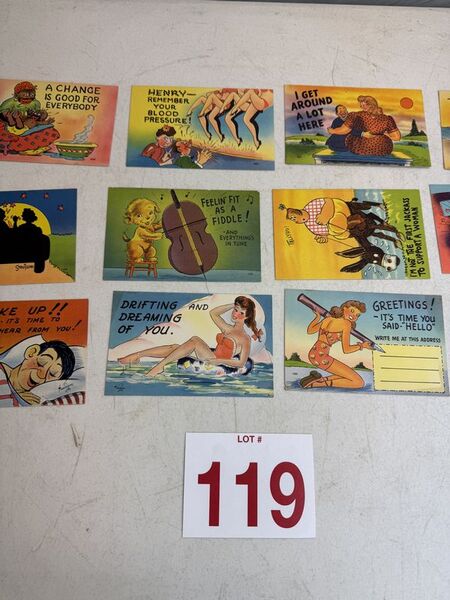 A CHANGE
IS GOOD FOR
EVERYBODY
HENRY—
REMEMBER
YOUR
BLOOD
PRESSURE!
I GET
AROUND
A LOT
HERE
FEELIN' FIT
AS A
FIDDLE!
-AND
EVERYTHING'S
IN TUNE
I'M NOT THE FIRST JACKASS
TO SUPPORT A WOMAN
KE UP!!
- IT'S TIME TO
HEAR FROM YOU!
DRIFTING AND
DREAMING
OF YOU.
GREETINGS!
-IT'S TIME YOU
SAID-"HELLO"
WRITE ME AT THIS ADDRESS
LOT #
119